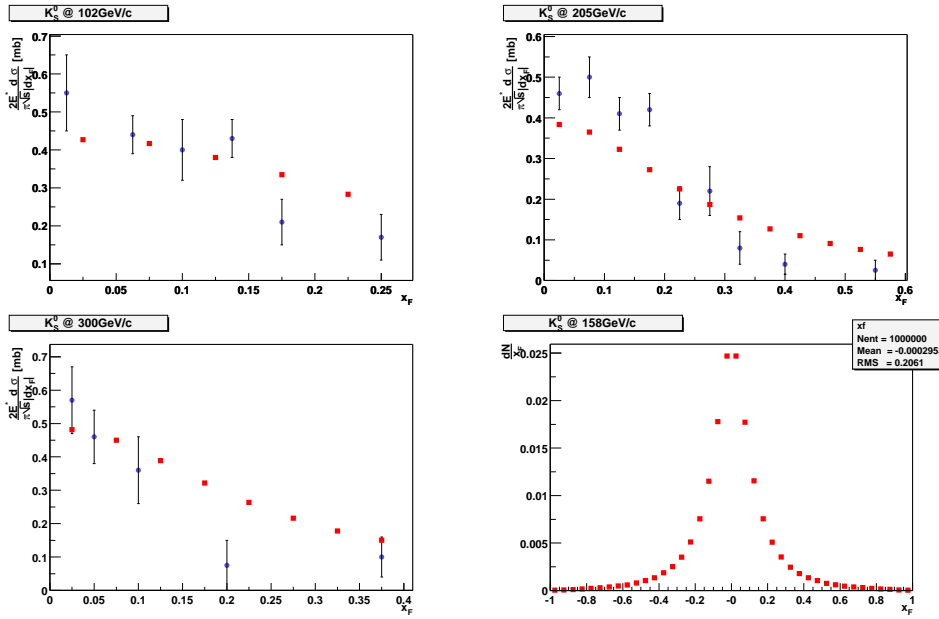 K⁰S @ 102GeV/c
2E* d σ / π√s |dxF| [mb]
0.7
0.6
0.5
0.4
0.3
0.2
0.1
0 0.05 0.1 0.15 0.2 0.25
xF
K⁰S @ 205GeV/c
2E* d σ / π√s |dxF| [mb]
0.6
0.5
0.4
0.3
0.2
0.1
0
0 0.1 0.2 0.3 0.4 0.5 0.6
xF
K⁰S @ 300GeV/c
2E* d σ / π√s |dxF| [mb]
0.7
0.6
0.5
0.4
0.3
0.2
0.1
0
0 0.05 0.1 0.15 0.2 0.25 0.3 0.35 0.4
xF
K⁰S @ 158GeV/c
xf
Nent = 1000000
Mean = -0.000295
RMS = 0.2061
dN / xF
0.025
0.02
0.015
0.01
0.005
0
-1 -0.8 -0.6 -0.4 -0.2 -0 0.2 0.4 0.6 0.8 1
xF